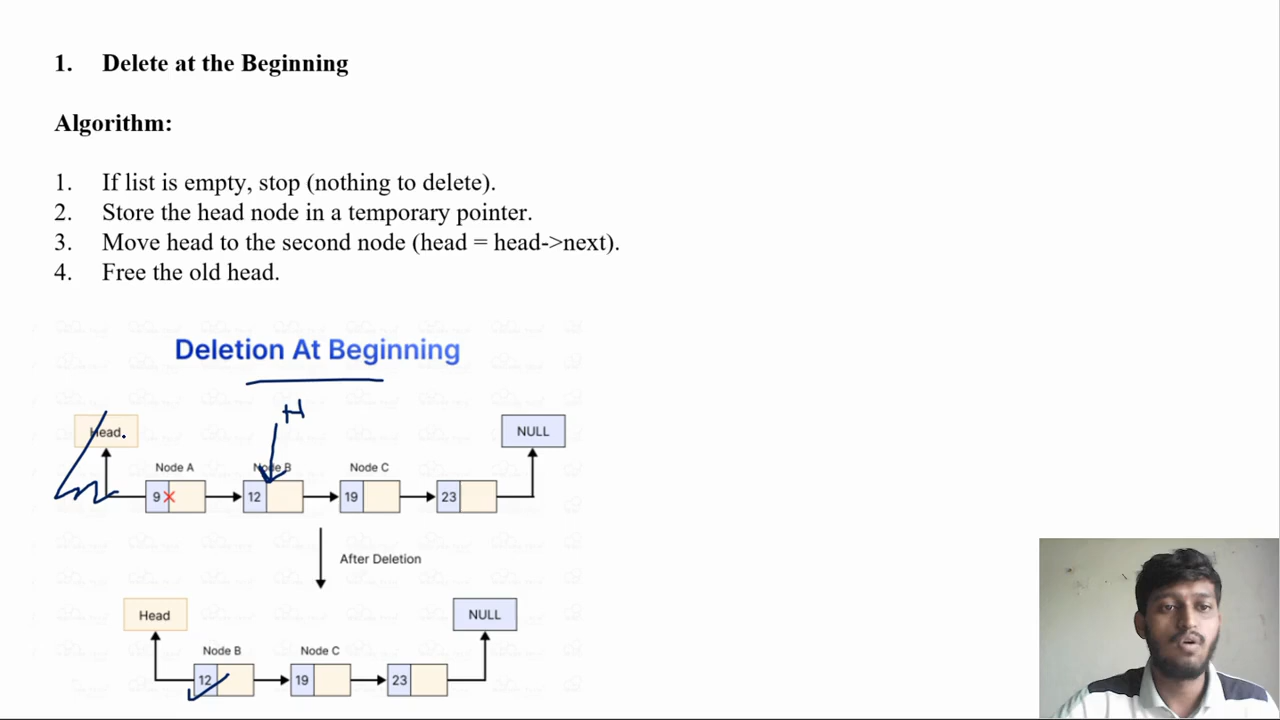 1. Delete at the Beginning
Algorithm:
1. If list is empty, stop (nothing to delete).
2. Store the head node in a temporary pointer.
3. Move head to the second node (head = head->next).
4. Free the old head.
Deletion At Beginning
H
Head
NULL
Node A Node B Node C
9 12 19 23
After Deletion
Head
NULL
Node B Node C
12 19 23